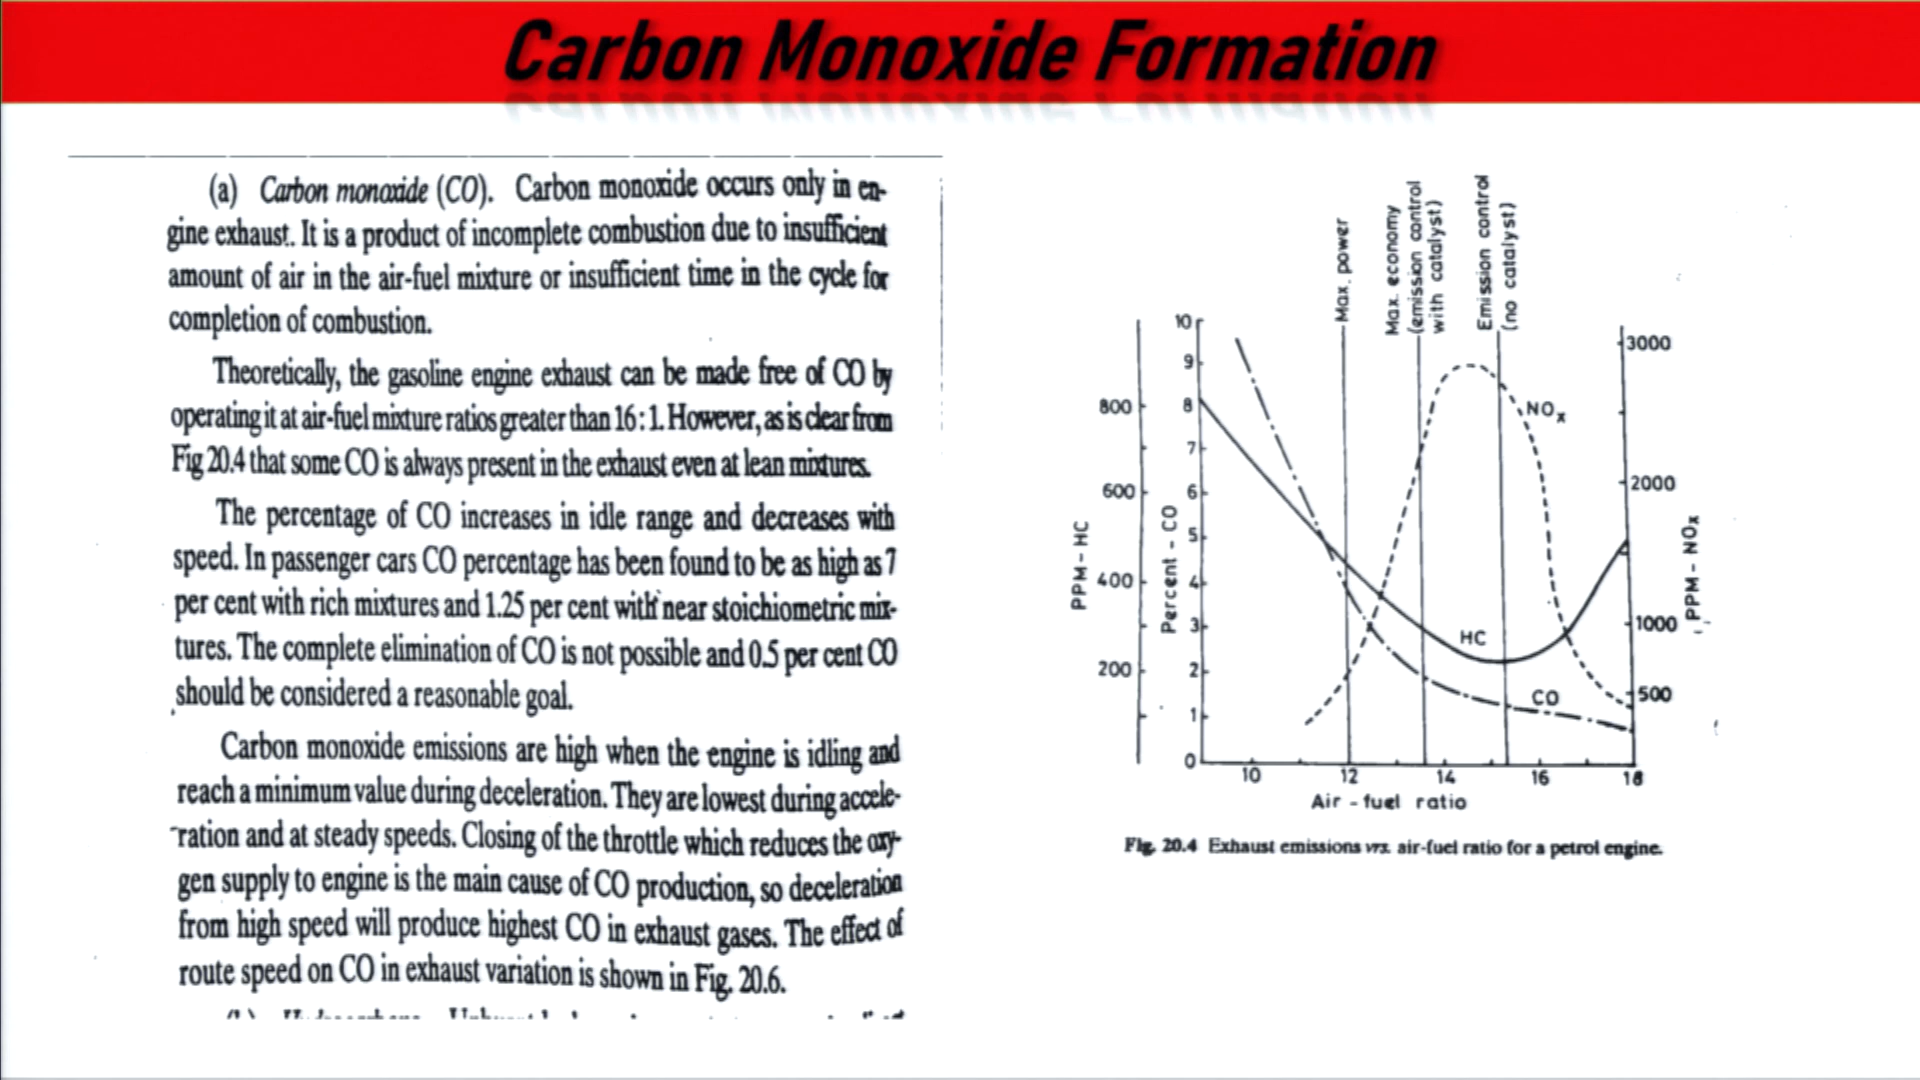 Carbon Monoxide Formation
(a) Carbon monoxide (CO). Carbon monoxide occurs only in en-
gine exhaust. It is a product of incomplete combustion due to insufficient
amount of air in the air-fuel mixture or insufficient time in the cycle for
completion of combustion.
Theoretically, the gasoline engine exhaust can be made free of CO by
operating it at air-fuel mixture ratios greater than 16 : 1. However, as is clear from
Fig 20.4 that some CO is always present in the exhaust even at lean mixtures.
The percentage of CO increases in idle range and decreases with
speed. In passenger cars CO percentage has been found to be as high as 7
per cent with rich mixtures and 1.25 per cent with near stoichiometric mix-
tures. The complete elimination of CO is not possible and 0.5 per cent CO
should be considered a reasonable goal.
Carbon monoxide emissions are high when the engine is idling and
reach a minimum value during deceleration. They are lowest during accele-
ration and at steady speeds. Closing of the throttle which reduces the oxy-
gen supply to engine is the main cause of CO production, so deceleration
from high speed will produce highest CO in exhaust gases. The effect of
route speed on CO in exhaust variation is shown in Fig. 20.6.
Max. power
Max. economy
(emission control
with catalyst)
Emission control
(no catalyst)
PPM - HC
800
600
400
200
Percent - CO
10
9
8
7
6
5
4
3
2
1
0
NOx
HC
CO
3000
2000
1000
500
PPM - NOx
10 12 14 16 18
Air - fuel ratio
Fig. 20.4 Exhaust emissions vrs. air-fuel ratio for a petrol engine.